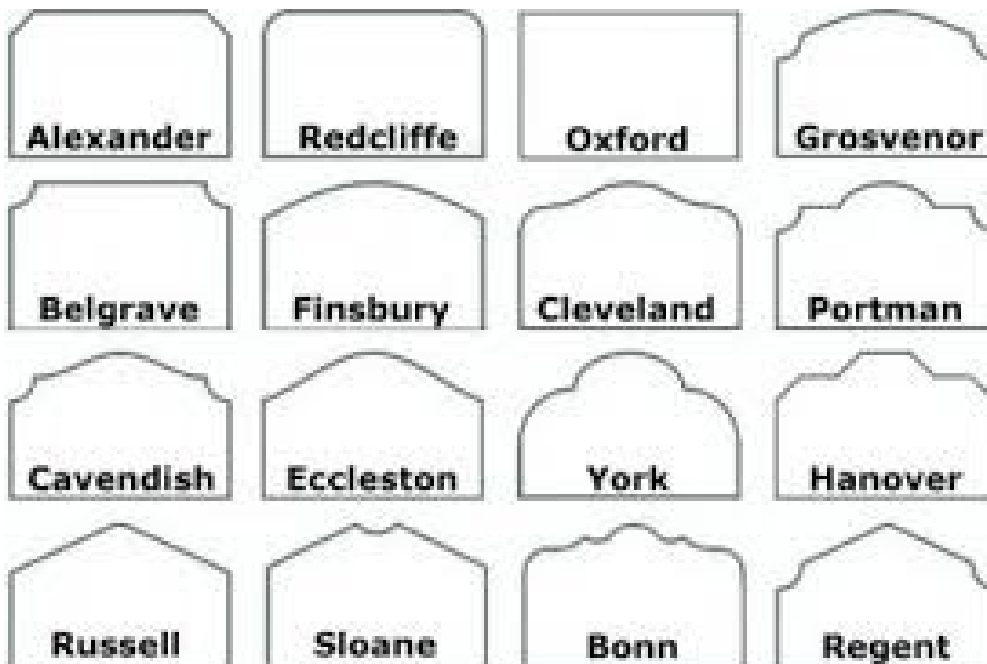 Alexander Redcliffe Oxford Grosvenor
Belgrave Finsbury Cleveland Portman
Cavendish Eccleston York Hanover
Russell Sloane Bonn Regent